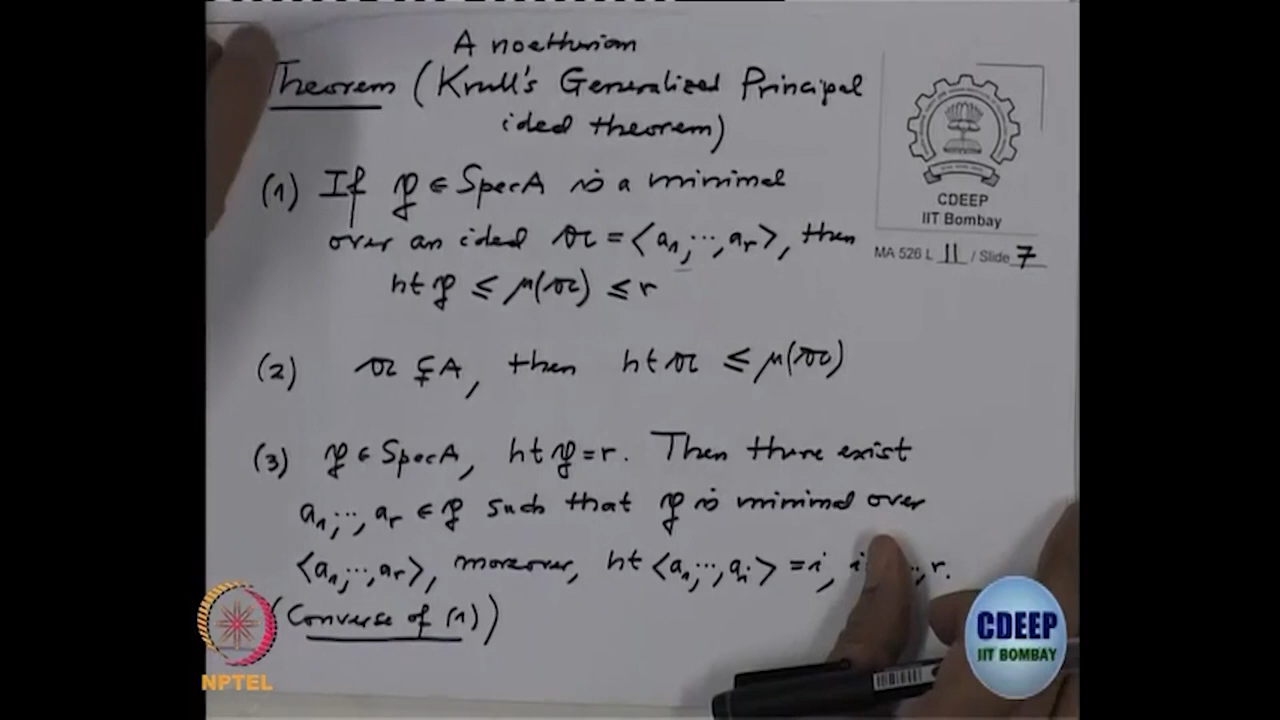 A noetherian
Theorem (Krull's Generalized Principal
ideal theorem)
(1) If 𝔭 ∈ Spec A is a minimal
over an ideal 𝔞 = ⟨a₁, ..., aᵣ⟩, then
ht 𝔭 ≤ μ(𝔞) ≤ r
(2) 𝔞 ⊊ A, then ht 𝔞 ≤ μ(𝔞)
(3) 𝔭 ∈ Spec A, ht 𝔭 = r. Then there exist
a₁, ..., aᵣ ∈ 𝔭 such that 𝔭 is minimal over
⟨a₁, ..., aᵣ⟩, moreover, ht ⟨a₁, ..., aᵢ⟩ = i, i , r.
(Converse of (1))
CDEEP
IIT Bombay
MA 526 L 11 / Slide 7
NPTEL
CDEEP
IIT BOMBAY